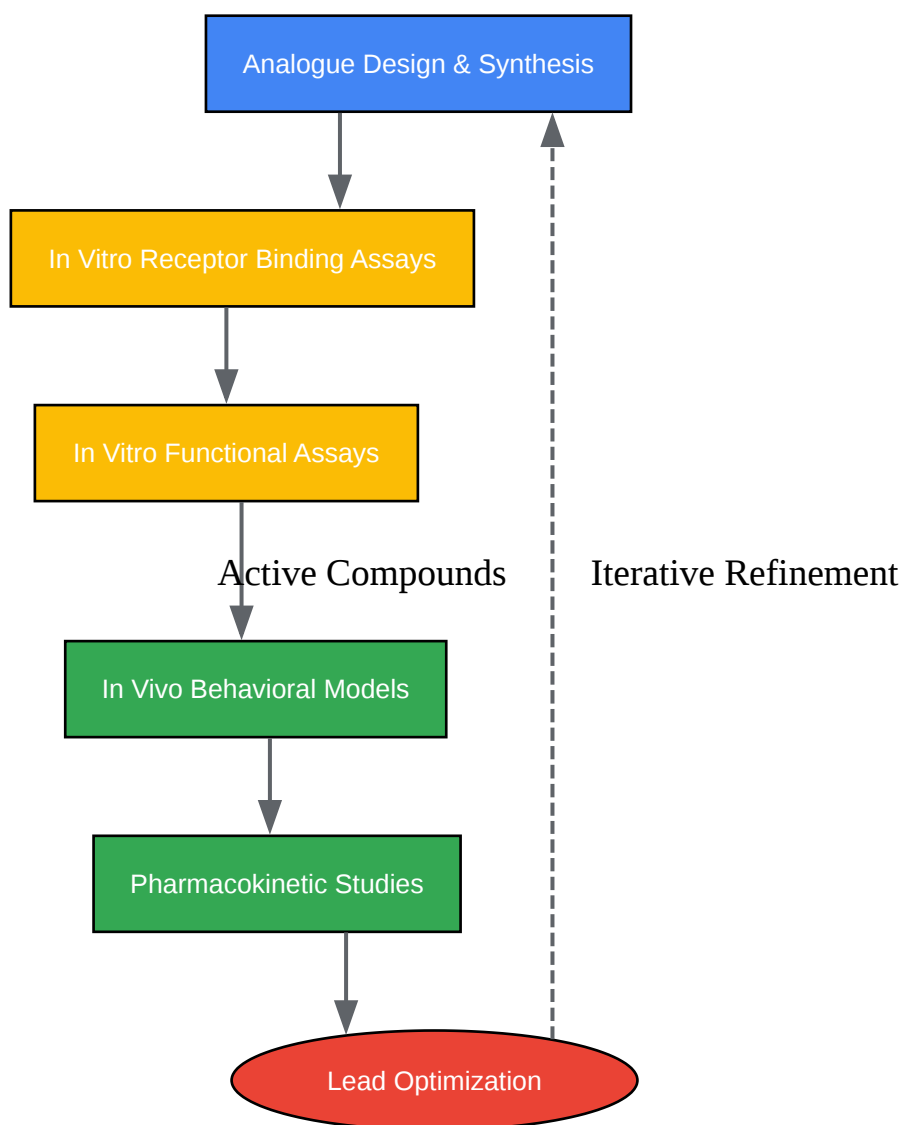 Analogue Design & Synthesis
In Vitro Receptor Binding Assays
In Vitro Functional Assays
Active Compounds
Iterative Refinement
In Vivo Behavioral Models
Pharmacokinetic Studies
Lead Optimization